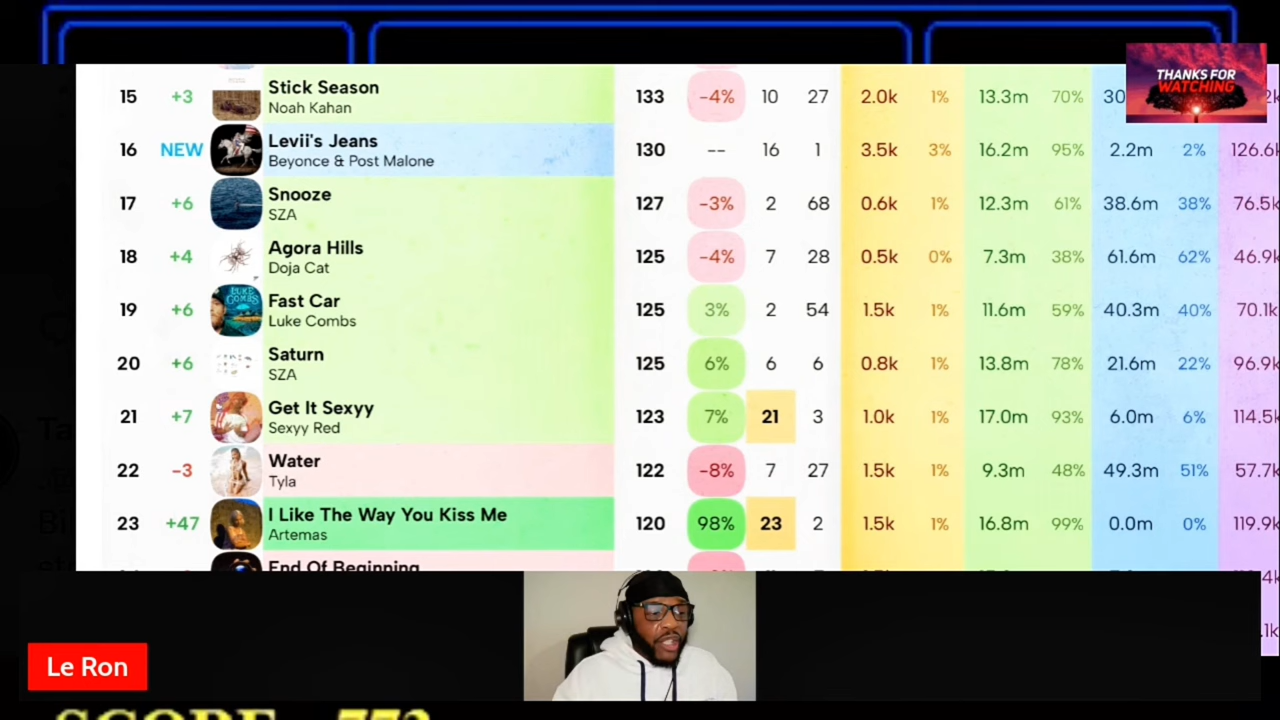 THANKS FOR
WATCHING
15 +3 Stick Season 133 -4% 10 27 2.0k 1% 13.3m 70% 30
Noah Kahan
16 NEW Levii's Jeans 130 -- 16 1 3.5k 3% 16.2m 95% 2.2m 2% 126.6k
Beyonce & Post Malone
17 +6 Snooze 127 -3% 2 68 0.6k 1% 12.3m 61% 38.6m 38% 76.5k
SZA
18 +4 Agora Hills 125 -4% 7 28 0.5k 0% 7.3m 38% 61.6m 62% 46.9k
Doja Cat
19 +6 Fast Car 125 3% 2 54 1.5k 1% 11.6m 59% 40.3m 40% 70.1k
Luke Combs
20 +6 Saturn 125 6% 6 6 0.8k 1% 13.8m 78% 21.6m 22% 96.9k
SZA
21 +7 Get It Sexyy 123 7% 21 3 1.0k 1% 17.0m 93% 6.0m 6% 114.5k
Sexyy Red
22 -3 Water 122 -8% 7 27 1.5k 1% 9.3m 48% 49.3m 51% 57.7k
Tyla
23 +47 I Like The Way You Kiss Me 120 98% 23 2 1.5k 1% 16.8m 99% 0.0m 0% 119.9k
Artemas
End Of Beginning
Le Ron
SCORE 773